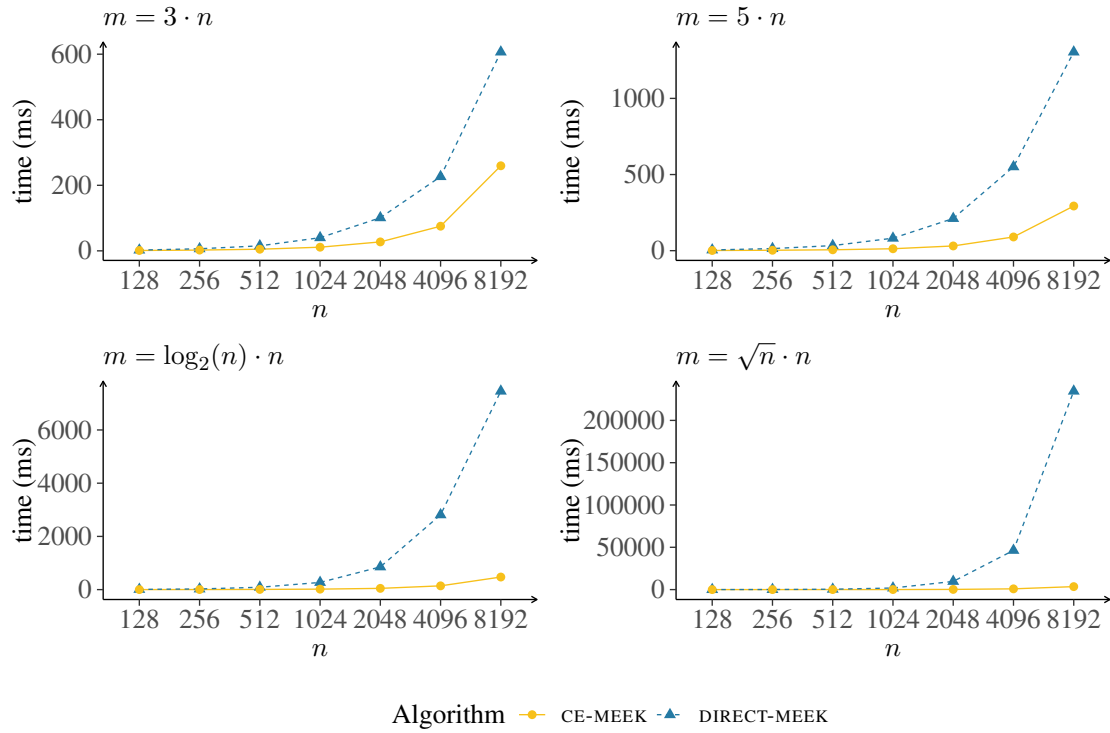 m = 3 · n
time (ms)
600
400
200
0
128 256 512 1024 2048 4096 8192
n
m = 5 · n
time (ms)
1000
500
0
128 256 512 1024 2048 4096 8192
n
m = log₂(n) · n
time (ms)
6000
4000
2000
0
128 256 512 1024 2048 4096 8192
n
m = √n · n
time (ms)
200000
150000
100000
50000
0
128 256 512 1024 2048 4096 8192
n
Algorithm CE-MEEK DIRECT-MEEK